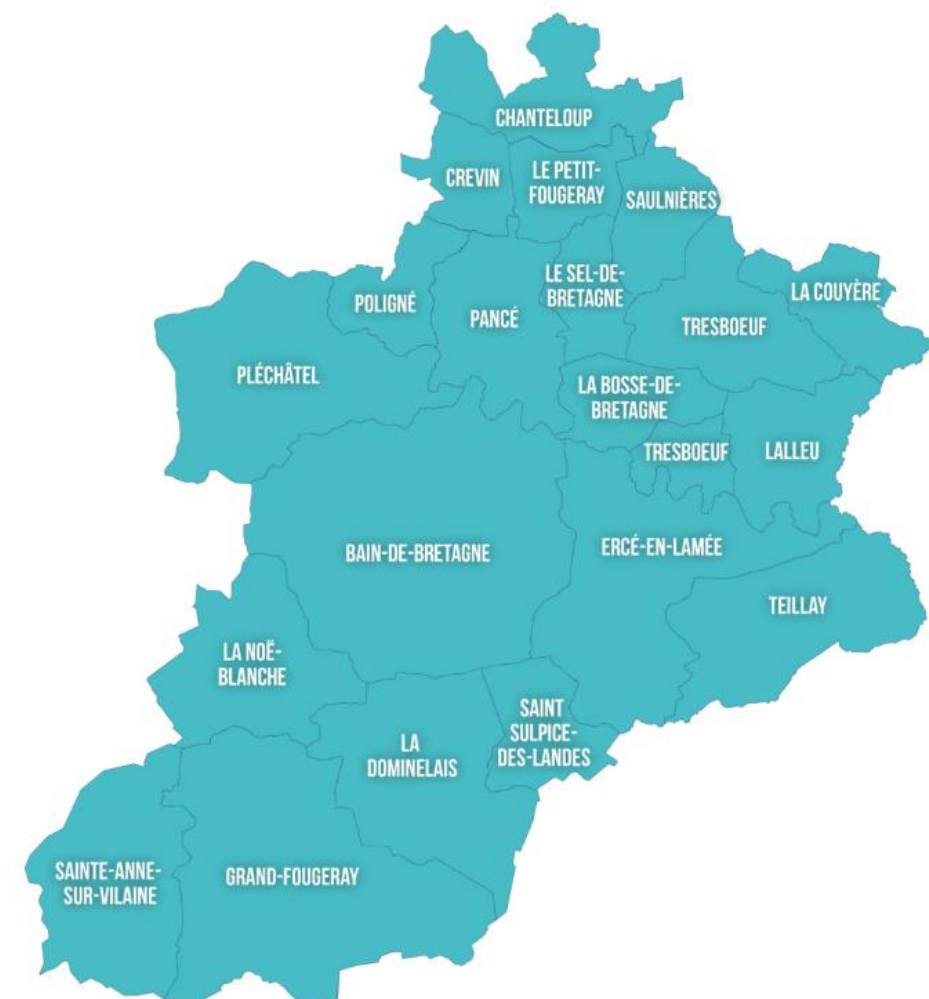 CHANTELOUP
CREVIN
LE PETIT-
FOUGERAY
SAULNIÈRES
LE SEL-DE-
BRETAGNE
LA COUYÈRE
POLIGNÉ
PANCÉ
TRESBOEUF
PLÉCHÂTEL
LA BOSSE-DE-
BRETAGNE
TRESBOEUF
LALLEU
BAIN-DE-BRETAGNE
ERCÉ-EN-LAMÉE
TEILLAY
LA NOË-
BLANCHE
SAINT
SULPICE-
DES-LANDES
LA
DOMINELAIS
SAINTE-ANNE-
SUR-VILAINE
GRAND-FOUGERAY